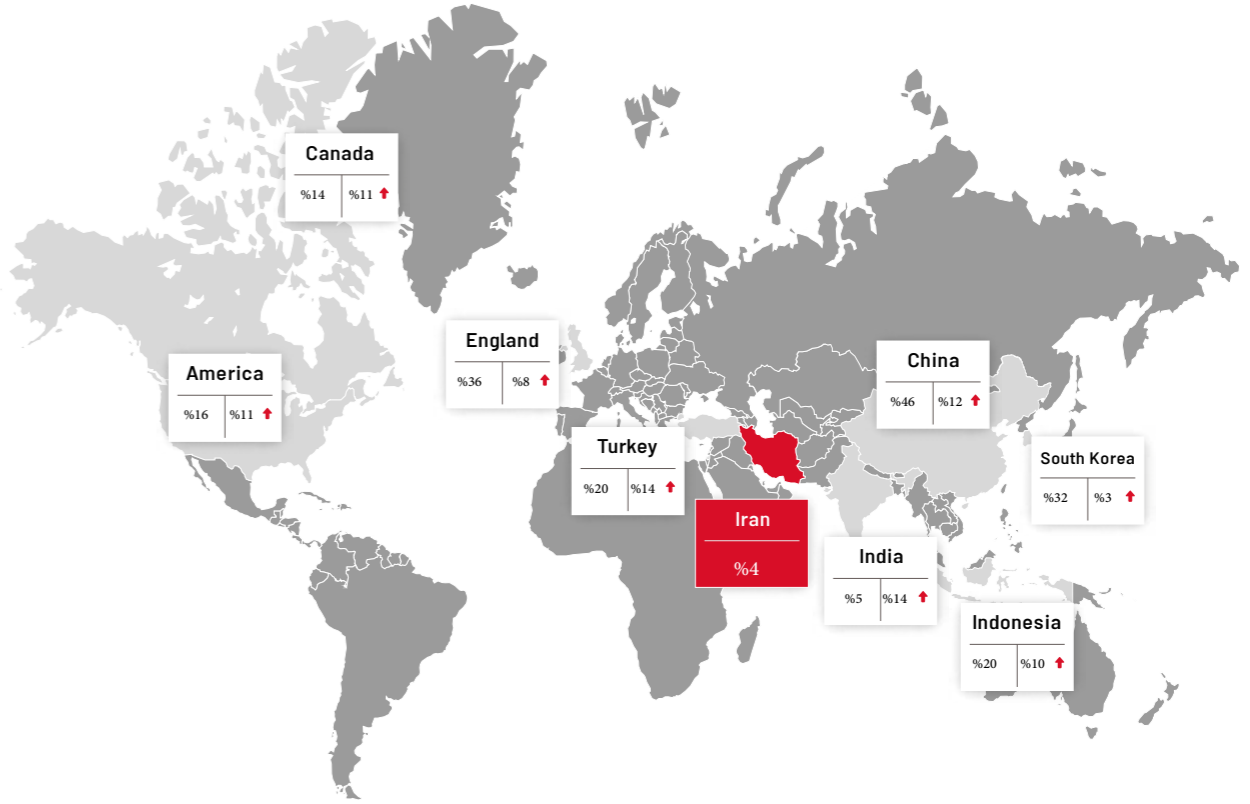 Canada
%14 %11
England
%36 %8
China
%46 %12
America
%16 %11
Turkey
%20 %14
South Korea
%32 %3
Iran
%4
India
%5 %14
Indonesia
%20 %10